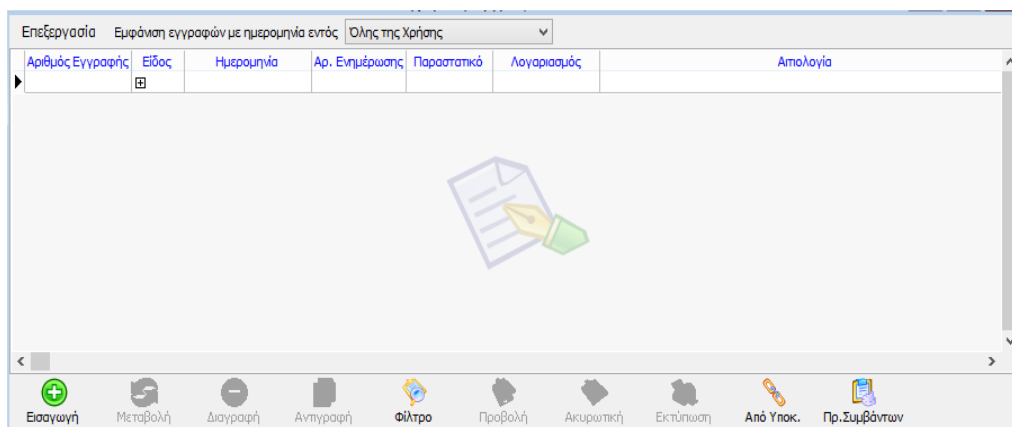 Επεξεργασία Εμφάνιση εγγραφών με ημερομηνία εντός Όλης της Χρήσης
Αριθμός Εγγραφής Είδος Ημερομηνία Αρ. Ενημέρωσης Παραστατικό Λογαριασμός Αιτιολογία
Εισαγωγή Μεταβολή Διαγραφή Αντιγραφή Φίλτρο Προβολή Ακυρωτική Εκτύπωση Από Υποκ. Πρ.Συμβάντων